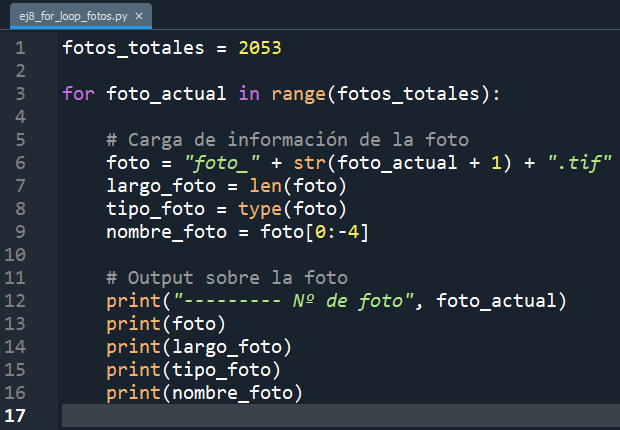 ej8_for_loop_fotos.py ×
1 fotos_totales = 2053
2
3 for foto_actual in range(fotos_totales):
4
5     # Carga de información de la foto
6     foto = "foto_" + str(foto_actual + 1) + ".tif"
7     largo_foto = len(foto)
8     tipo_foto = type(foto)
9     nombre_foto = foto[0:-4]
10
11     # Output sobre la foto
12     print("--------- Nº de foto", foto_actual)
13     print(foto)
14     print(largo_foto)
15     print(tipo_foto)
16     print(nombre_foto)
17